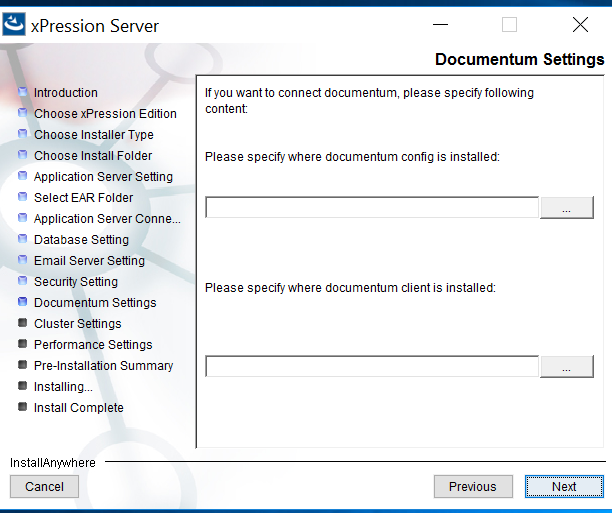 xPression Server
Documentum Settings
Introduction
Choose xPression Edition
Choose Installer Type
Choose Install Folder
Application Server Setting
Select EAR Folder
Application Server Conne...
Database Setting
Email Server Setting
Security Setting
Documentum Settings
Cluster Settings
Performance Settings
Pre-Installation Summary
Installing...
Install Complete
If you want to connect documentum, please specify following
content:
Please specify where documentum config is installed:
...
Please specify where documentum client is installed:
...
InstallAnywhere
Cancel
Previous
Next